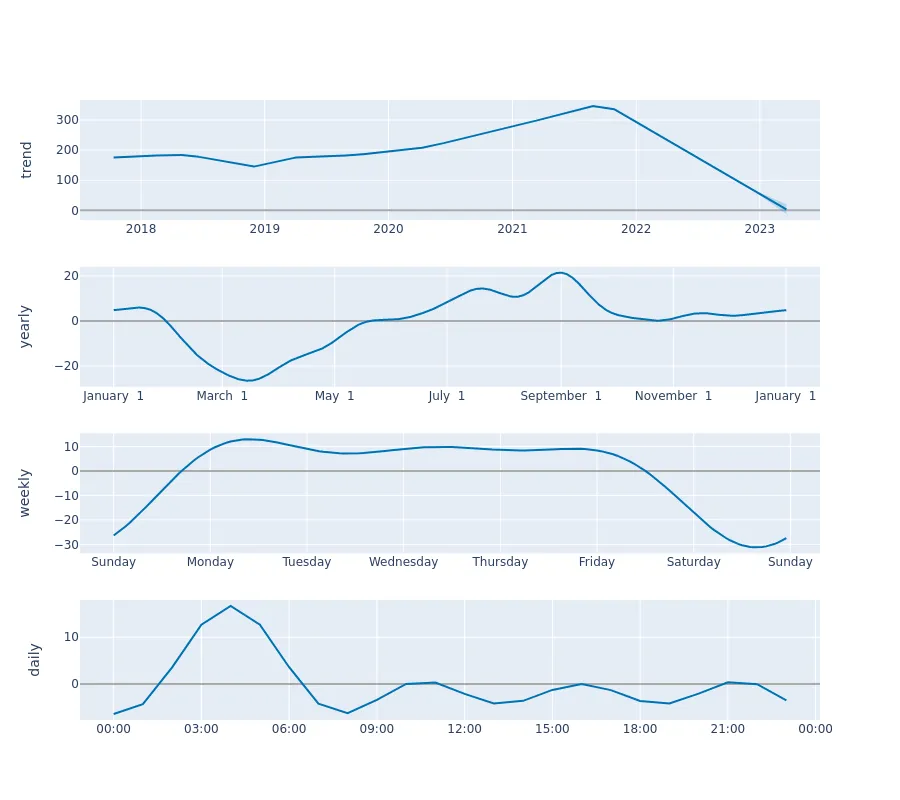 trend
300
200
100
0
2018 2019 2020 2021 2022 2023
yearly
20
0
−20
January 1 March 1 May 1 July 1 September 1 November 1 January 1
weekly
10
0
−10
−20
−30
Sunday Monday Tuesday Wednesday Thursday Friday Saturday Sunday
daily
10
0
00:00 03:00 06:00 09:00 12:00 15:00 18:00 21:00 00:00